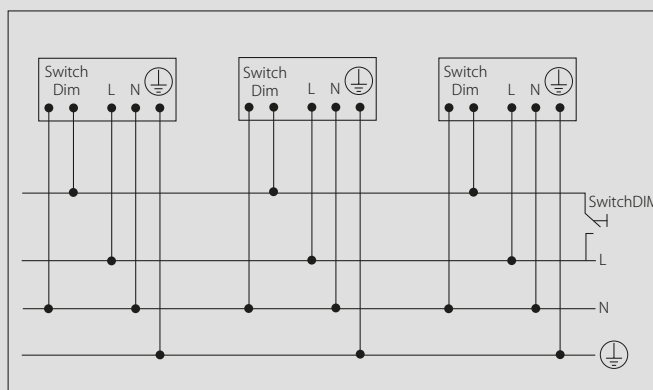 Switch
Dim L N
Switch
Dim L N
Switch
Dim L N
SwitchDIM
L
N